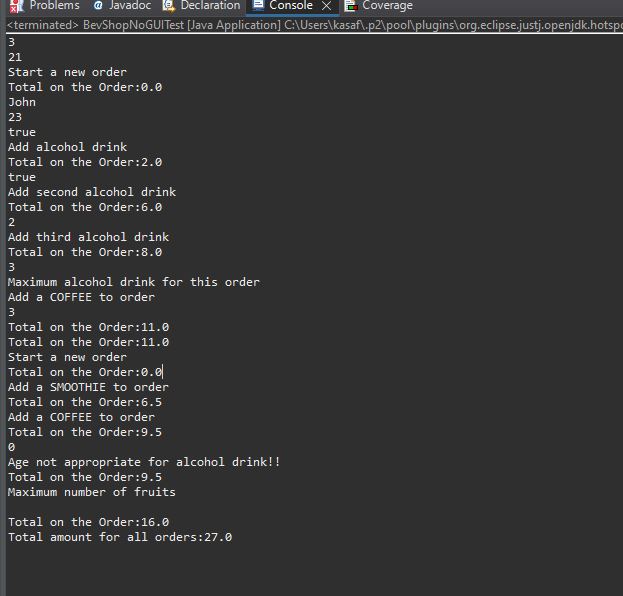 Problems Javadoc Declaration Console Coverage
<terminated> BevShopNoGUITest [Java Application] C:\Users\kasaf\.p2\pool\plugins\org.eclipse.justj.openjdk.hotspo
3
21
Start a new order
Total on the Order:0.0
John
23
true
Add alcohol drink
Total on the Order:2.0
true
Add second alcohol drink
Total on the Order:6.0
2
Add third alcohol drink
Total on the Order:8.0
3
Maximum alcohol drink for this order
Add a COFFEE to order
3
Total on the Order:11.0
Total on the Order:11.0
Start a new order
Total on the Order:0.0
Add a SMOOTHIE to order
Total on the Order:6.5
Add a COFFEE to order
Total on the Order:9.5
0
Age not appropriate for alcohol drink!!
Total on the Order:9.5
Maximum number of fruits
Total on the Order:16.0
Total amount for all orders:27.0